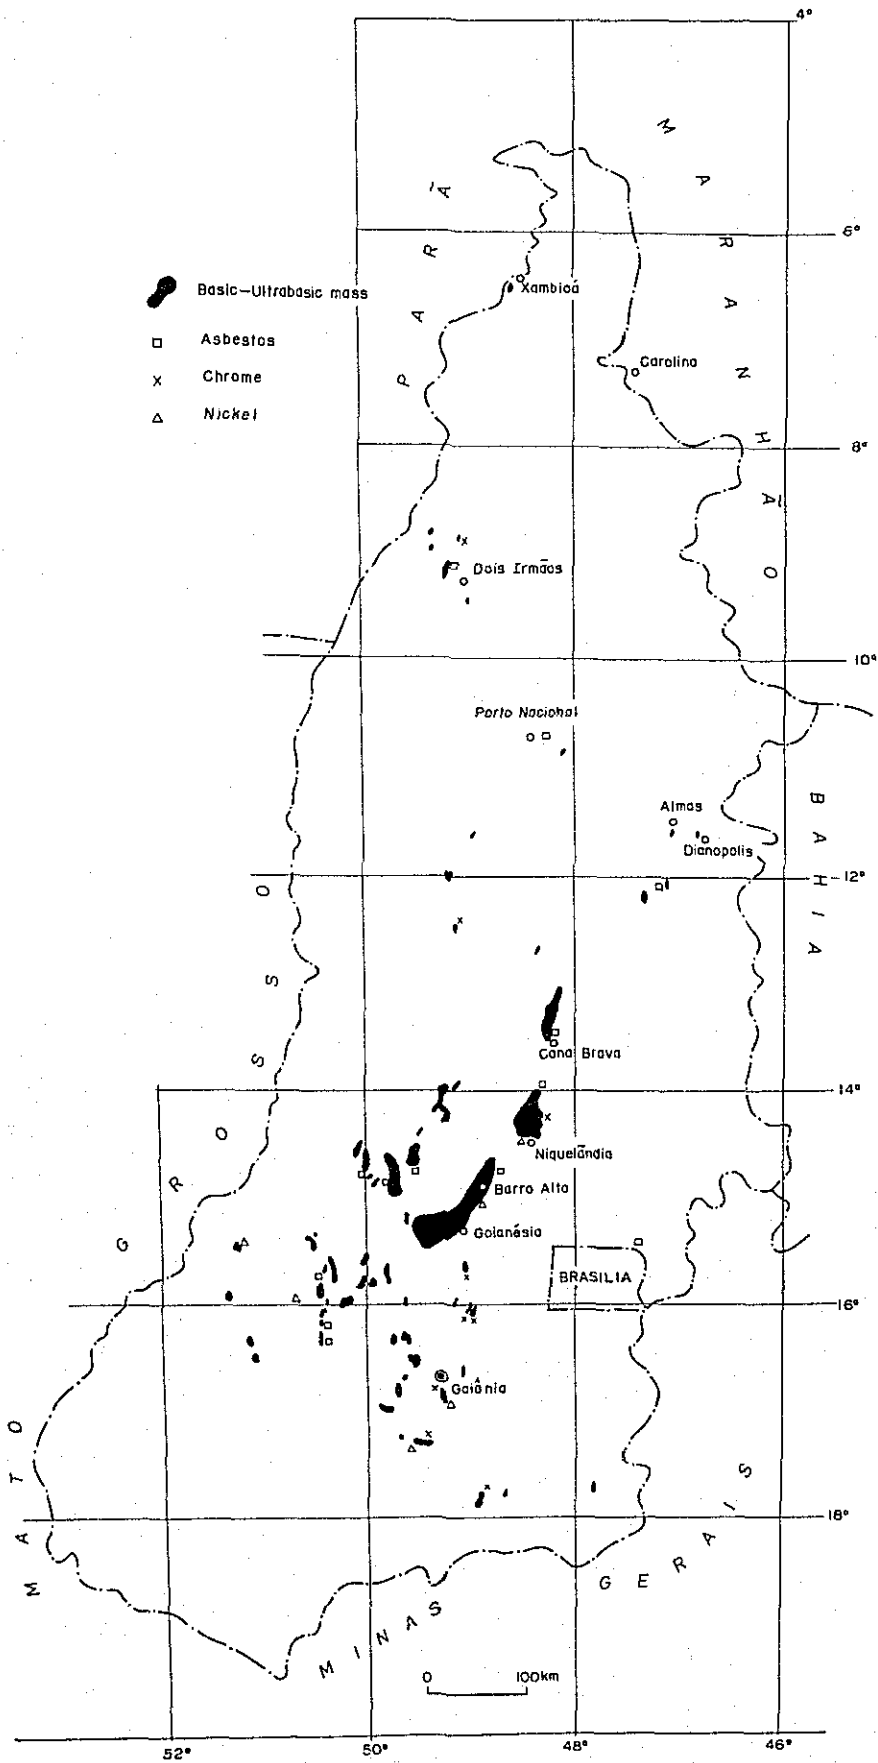 4°
MARANHÃO
PARÁ
6°
Basic-Ultrabasic mass
Xambioá
Asbestos
Chrome
Nickel
Carolina
8°
Dois Irmãos
10°
Porto Nacional
Almas
Dianopolis
BAHIA
12°
Cana Brava
14°
Niquelândia
Barro Alto
Goianásia
BRASILIA
16°
Goiânia
MATO GROSSO
18°
MINAS GERAIS
0 100km
52° 50° 48° 46°